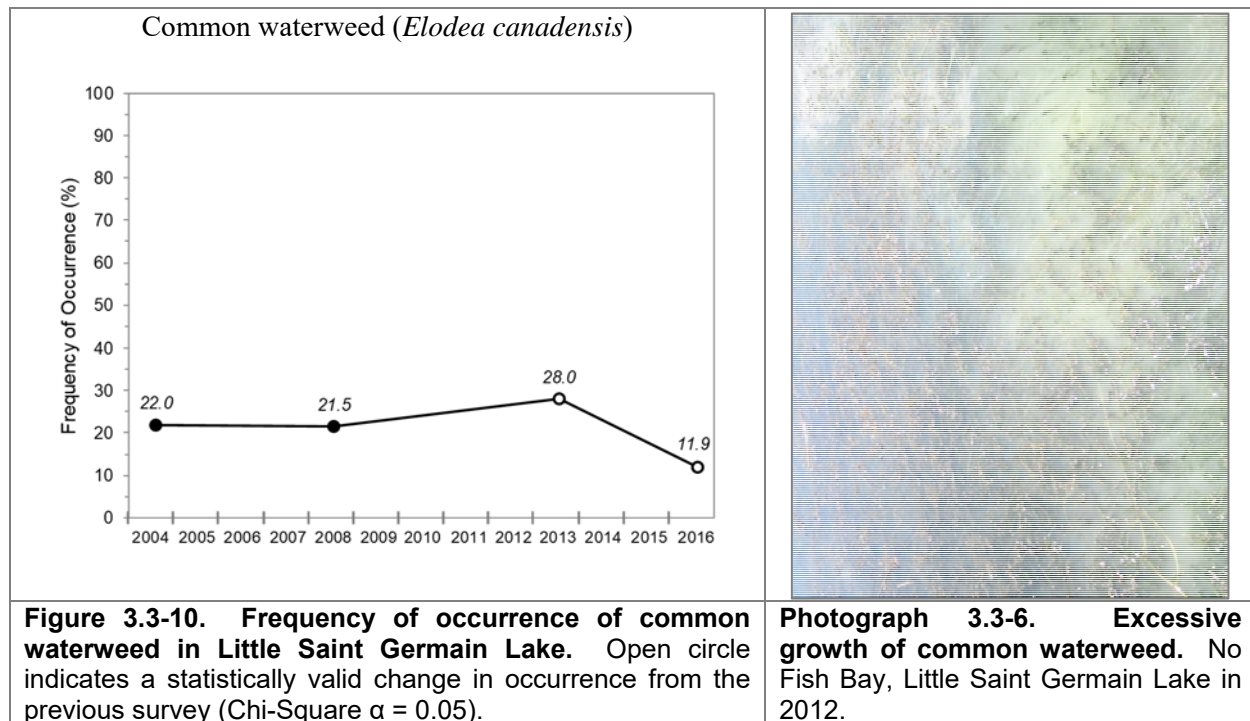 Common waterweed (Elodea canadensis)
100
90
80
70
60
50
40
30
20
10
0
Frequency of Occurrence (%)
22.0
21.5
28.0
11.9
2004 2005 2006 2007 2008 2009 2010 2011 2012 2013 2014 2015 2016
Figure 3.3-10. Frequency of occurrence of common
waterweed in Little Saint Germain Lake. Open circle
indicates a statistically valid change in occurrence from the
previous survey (Chi-Square α = 0.05).
Photograph 3.3-6. Excessive
growth of common waterweed. No
Fish Bay, Little Saint Germain Lake in
2012.